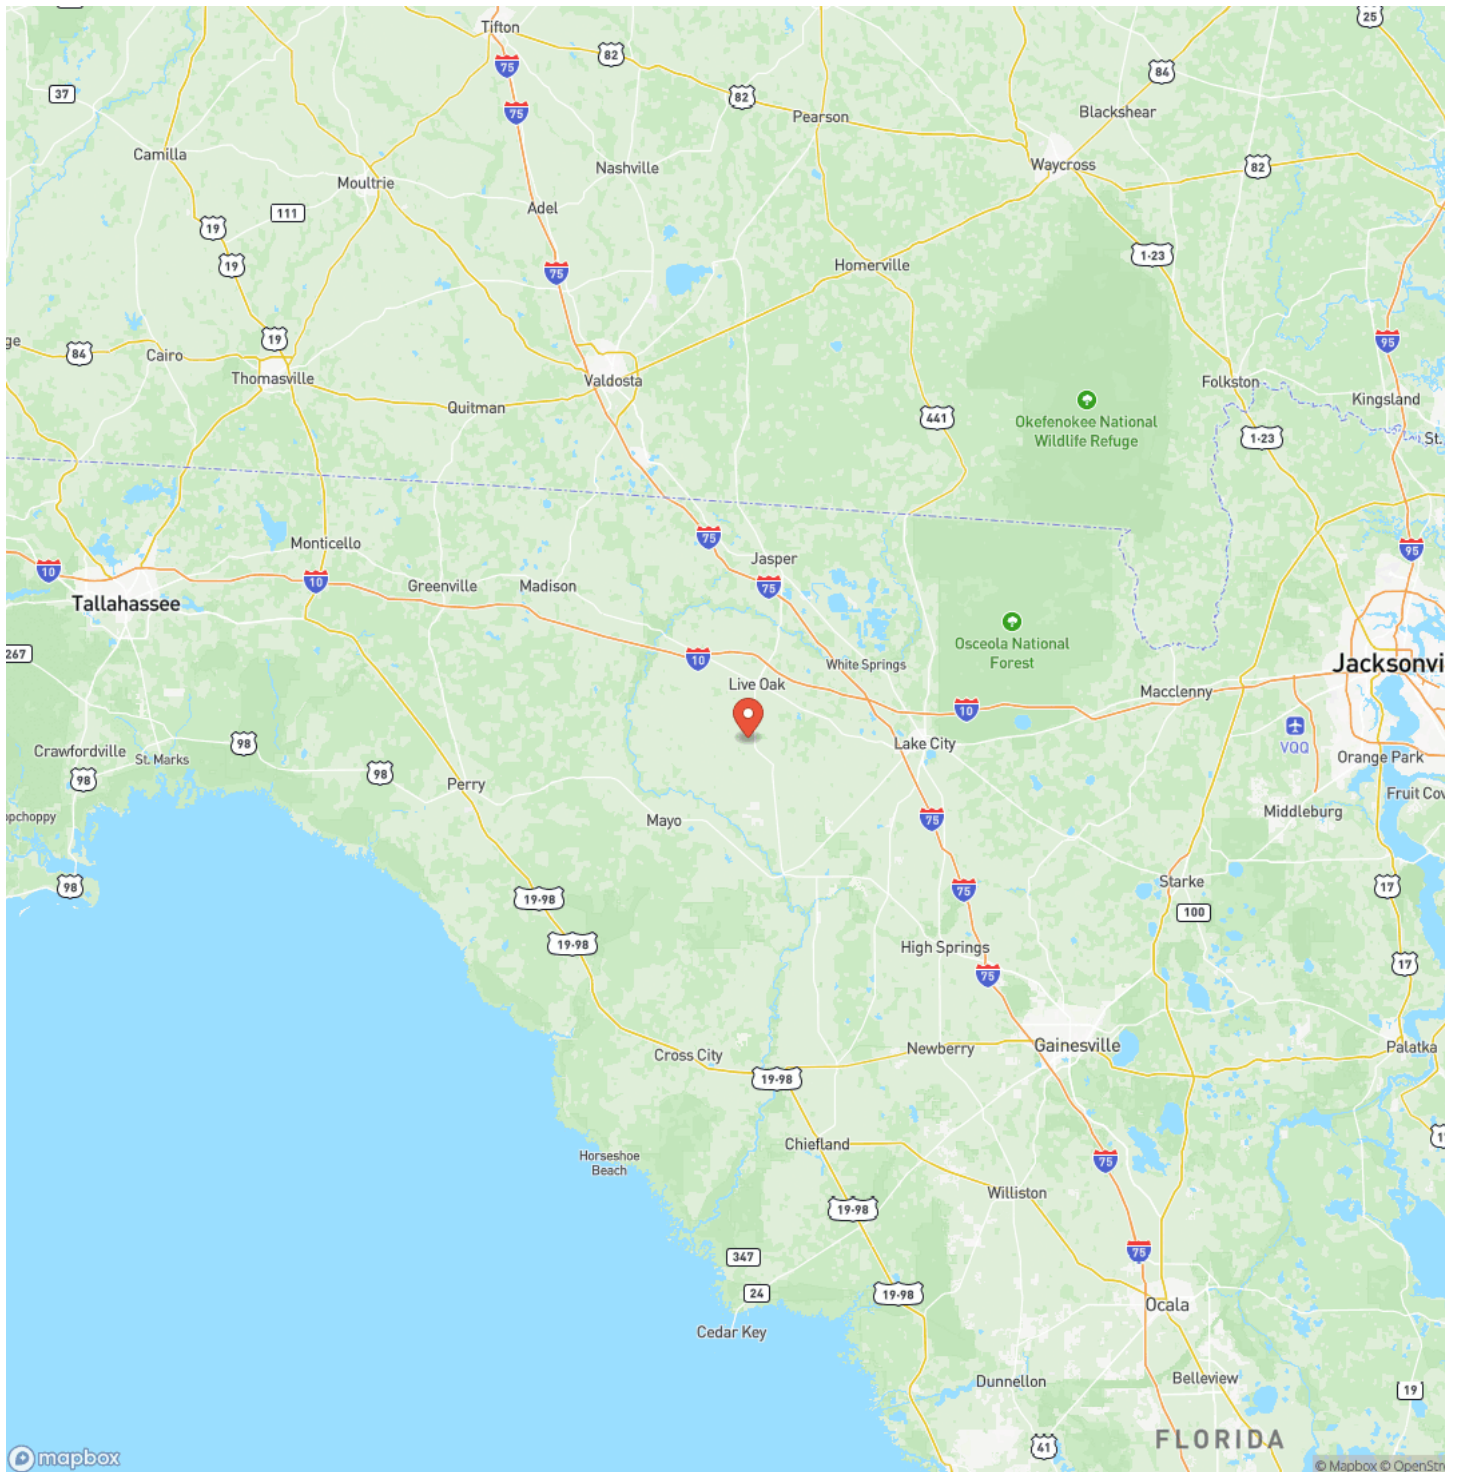 Tifton
25
82
75
84
37
82
75
Blackshear
Pearson
Camilla
Waycross
Nashville
82
Moultrie
Adel
111
19
1-23
Homerville
19
75
19
95
84
Cairo
Thomasville
Valdosta
Folkston
Kingsland
Quitman
441
Okefenokee National
Wildlife Refuge
1-23
St.
75
Monticello
95
Jasper
10
10
Greenville
Madison
75
Tallahassee
267
Osceola National
Forest
10
White Springs
Jacksonvi
Live Oak
Macclenny
10
98
Lake City
VQQ
Crawfordville
St. Marks
98
98
Perry
Orange Park
Fruit Cov
opchoppy
Mayo
75
Middleburg
98
75
Starke
17
19-98
100
19-98
High Springs
75
17
Cross City
Newberry
Gainesville
Palatka
19-98
Chiefland
Horseshoe
Beach
75
Williston
19-98
347
75
24
19-98
Ocala
Cedar Key
Dunnellon
Belleview
19
41
FLORIDA
mapbox
© Mapbox © OpenStr